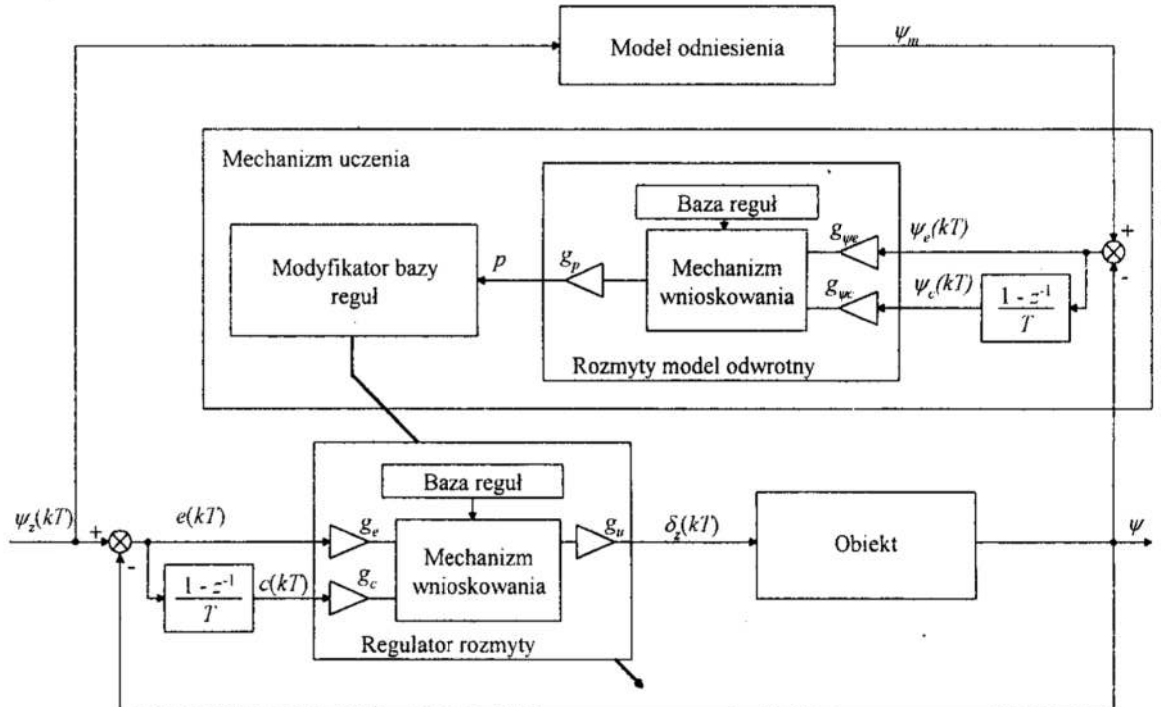 Model odniesienia
ψm
Mechanizm uczenia
Baza reguł
Modyfikator bazy
reguł
p
gp
Mechanizm
wnioskowania
gψe
ψe(kT)
+
-
gψc
ψc(kT)
1 - z⁻¹
T
Rozmyty model odwrotny
Baza reguł
ψz(kT)
+
-
e(kT)
ge
Mechanizm
wnioskowania
gu
δz(kT)
Obiekt
ψ
1 - z⁻¹
T
c(kT)
gc
Regulator rozmyty